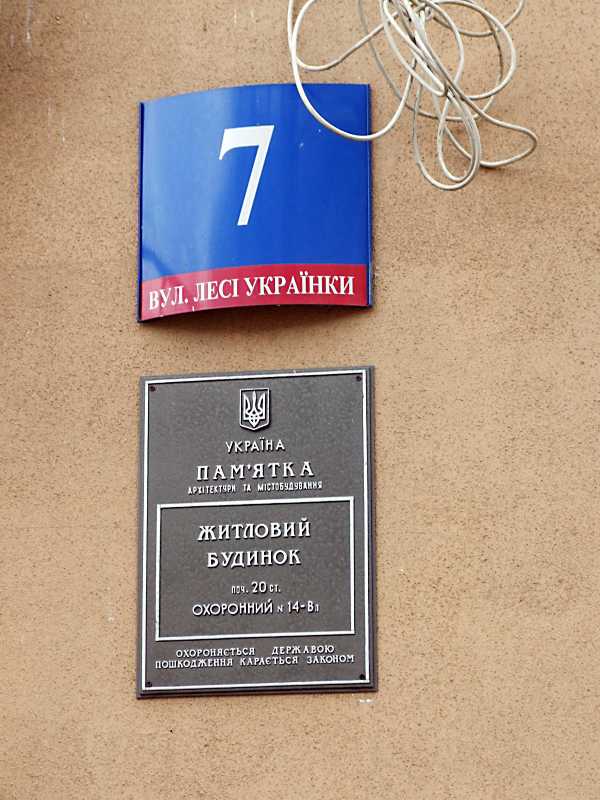 7
ВУЛ. ЛЕСІ УКРАЇНКИ
УКРАЇНА
ПАМ'ЯТКА
АРХІТЕКТУРИ ТА МІСТОБУДУВАННЯ
ЖИТЛОВИЙ
БУДИНОК
поч. 20 ст.
ОХОРОННИЙ N 14-Вл
ОХОРОНЯЄТЬСЯ ДЕРЖАВОЮ
ПОШКОДЖЕННЯ КАРАЄТЬСЯ ЗАКОНОМ